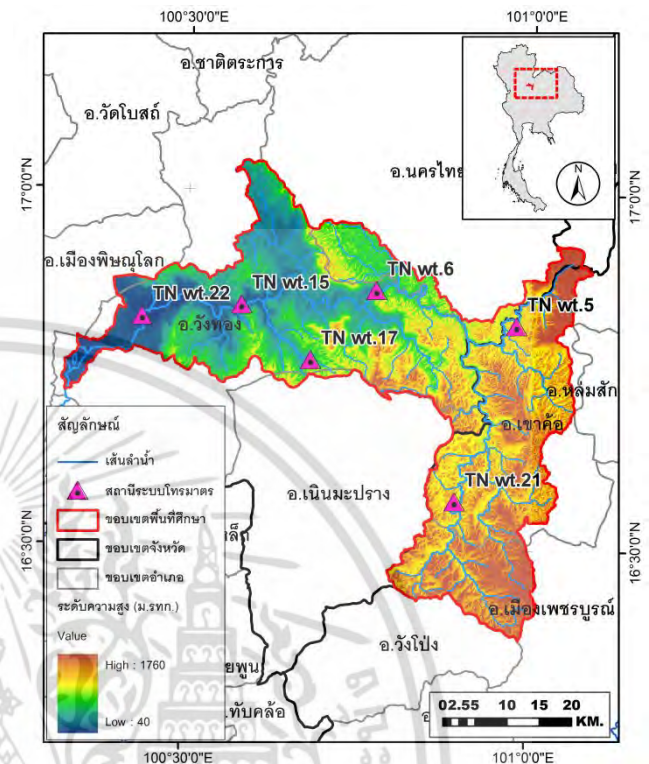 100°30'0"E
101°0'0"E
อ.ชาติตระการ
อ.วัดโบสถ์
N
17°0'0"N
อ.นครไทย
17°0'0"N
อ.เมืองพิษณุโลก
TN wt.6
TN wt.15
TN wt.22
TN wt.5
อ.วังทอง
TN wt.17
อ.หล่มสัก
สัญลักษณ์
อ.เขาค้อ
เส้นลำน้ำ
สถานีระบบโทรมาตร
TN wt.21
อ.เนินมะปราง
ขอบเขตพื้นที่ศึกษา
ขอบเขตจังหวัด
16°30'0"N
16°30'0"N
ขอบเขตอำเภอ
ระดับความสูง (ม.รทก.)
อ.เมืองเพชรบูรณ์
Value
อ.วังโป่ง
High : 1760
ยพูน
Low : 40
.ทับคล้อ
02.55 10 15 20
KM.
100°30'0"E
101°0'0"E